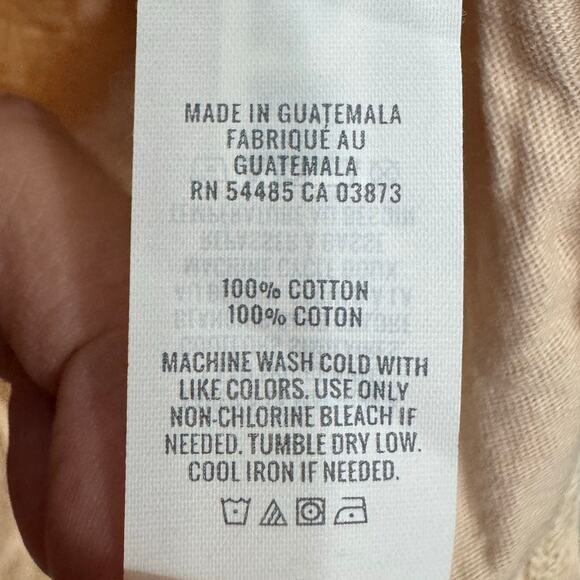 MADE IN GUATEMALA
FABRIQUÉ AU
GUATEMALA
RN 54485 CA 03873
100% COTTON
100% COTON
MACHINE WASH COLD WITH
LIKE COLORS. USE ONLY
NON-CHLORINE BLEACH IF
NEEDED. TUMBLE DRY LOW.
COOL IRON IF NEEDED.